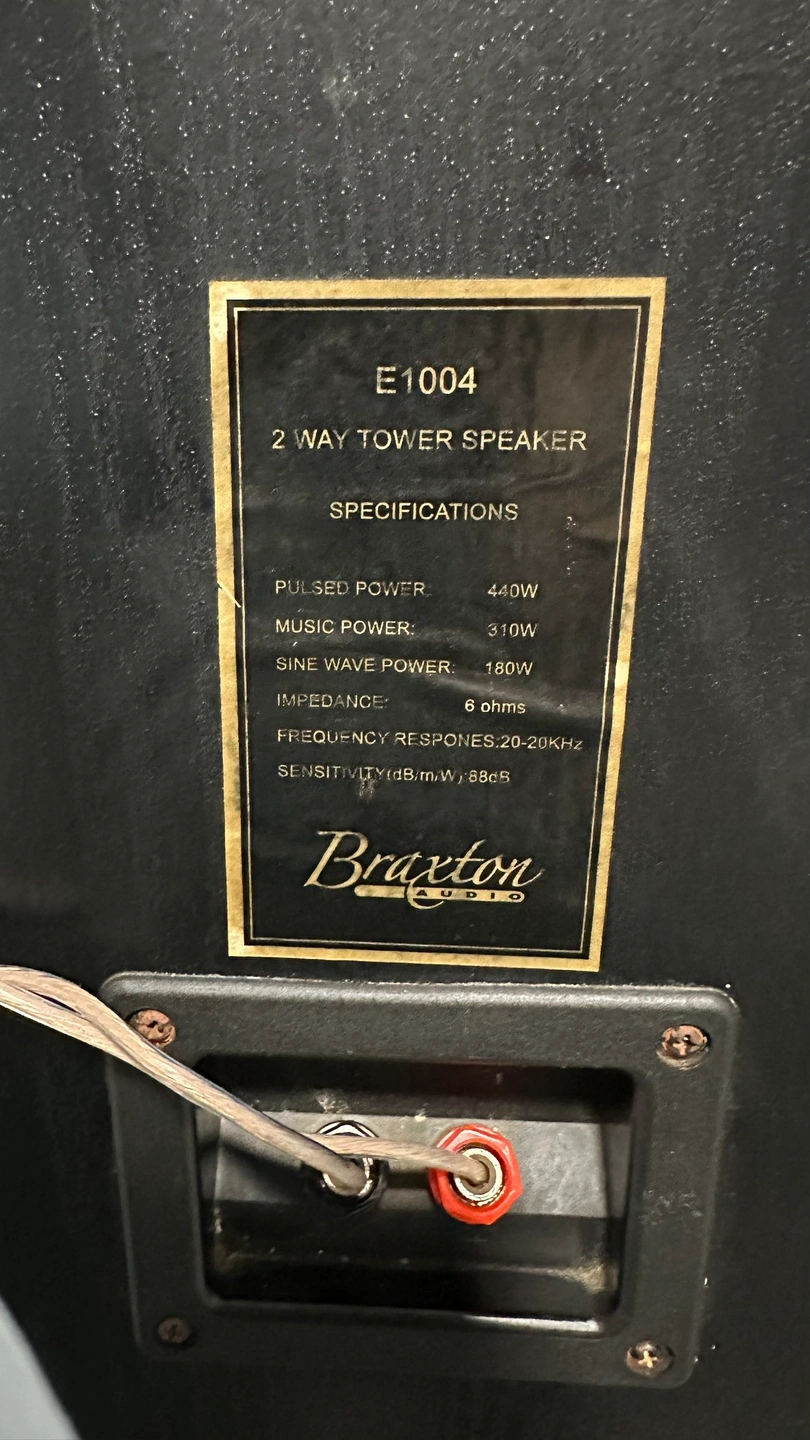 E1004
2 WAY TOWER SPEAKER
SPECIFICATIONS
PULSED POWER: 440W
MUSIC POWER: 310W
SINE WAVE POWER: 180W
IMPEDANCE: 6 ohms
FREQUENCY RESPONES:20-20KHz
SENSITIVITY(dB/m/W):88dB
Braxton
AUDIO